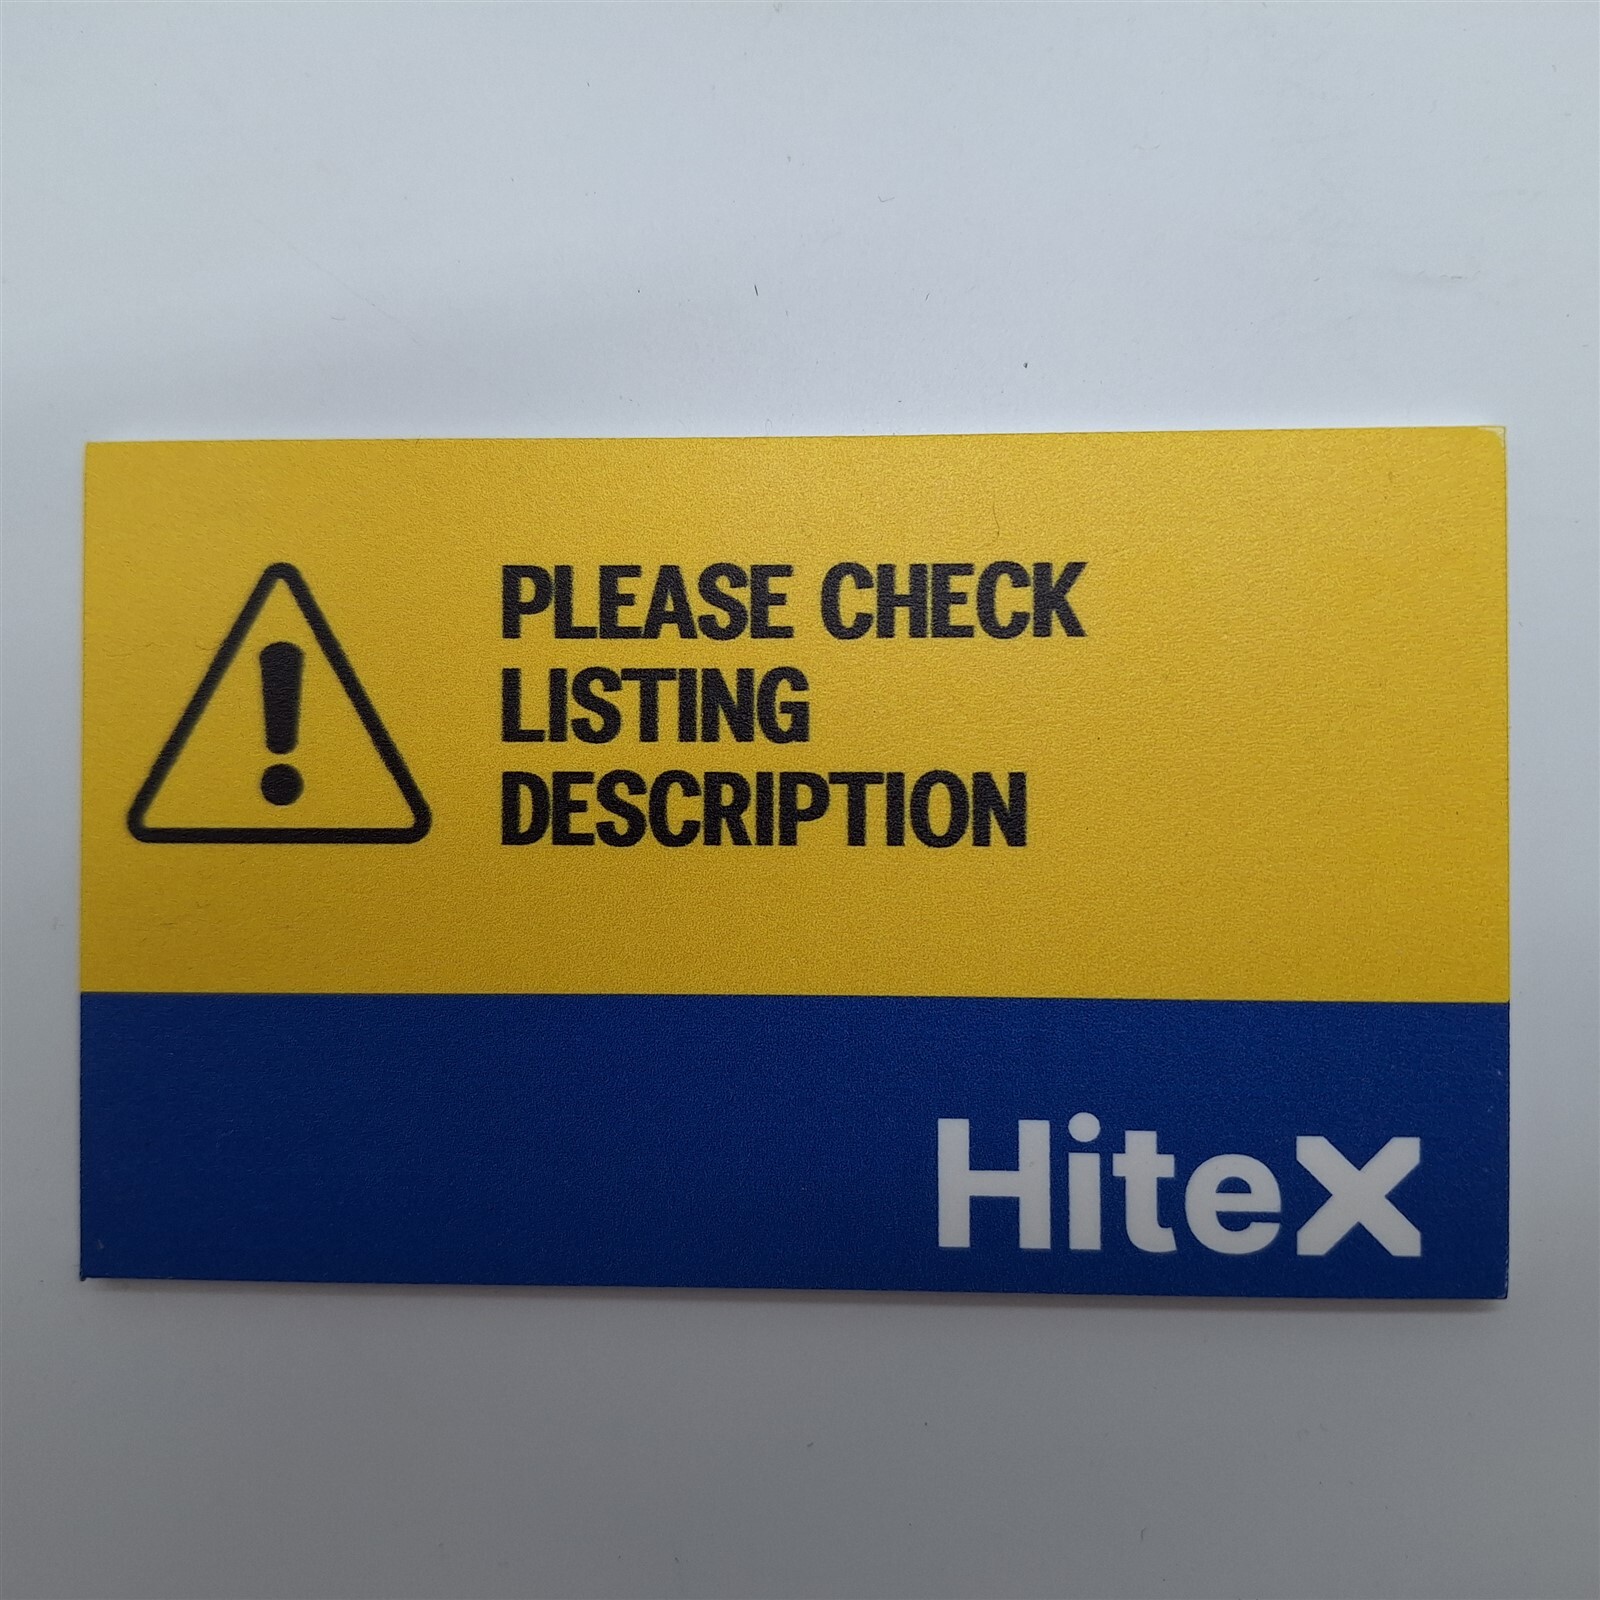 PLEASE CHECK
LISTING
DESCRIPTION
HiteX